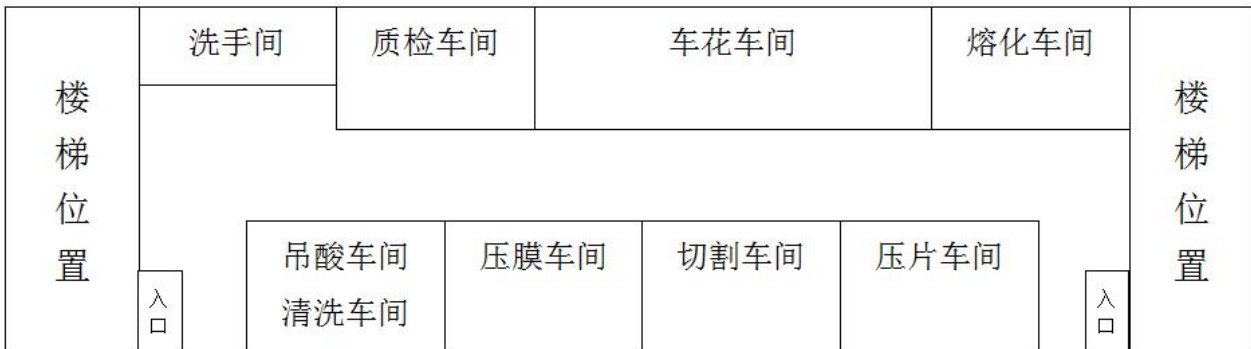 楼梯位置
洗手间
质检车间
车花车间
熔化车间
楼梯位置
入口
吊酸车间
清洗车间
压膜车间
切割车间
压片车间
入口